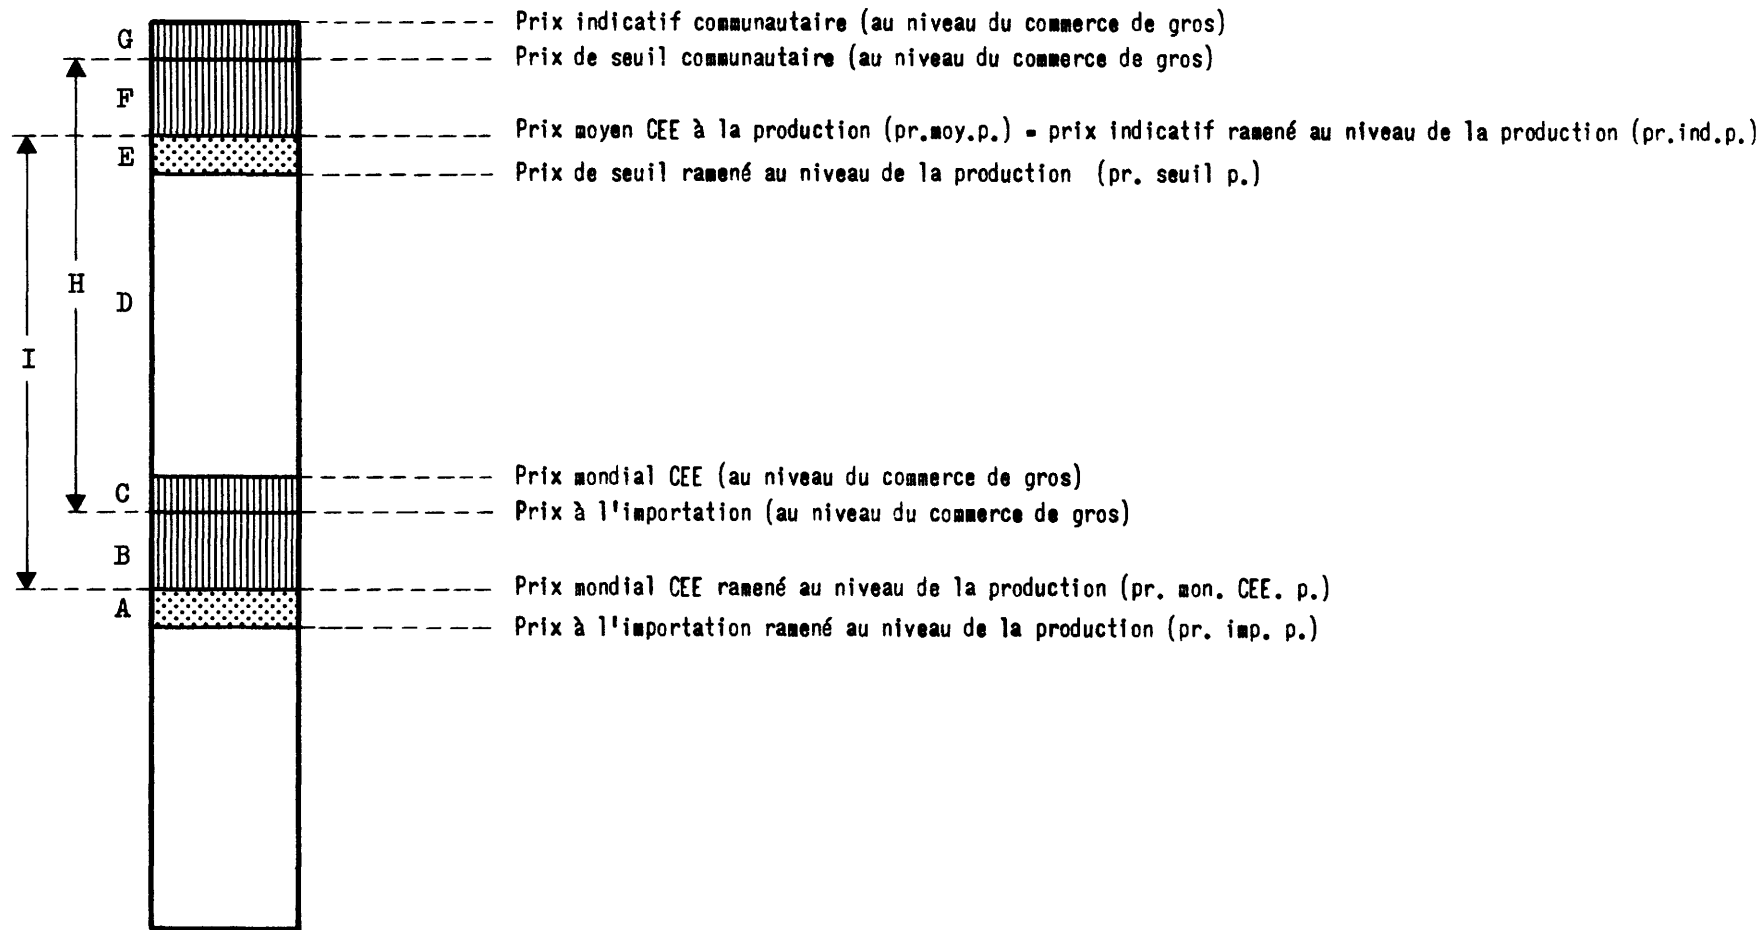 G
Prix indicatif communautaire (au niveau du commerce de gros)
Prix de seuil communautaire (au niveau du commerce de gros)
F
Prix moyen CEE à la production (pr.moy.p.) = prix indicatif ramené au niveau de la production (pr.ind.p.)
E
Prix de seuil ramené au niveau de la production (pr. seuil p.)
H
D
I
Prix mondial CEE (au niveau du commerce de gros)
C
Prix à l'importation (au niveau du commerce de gros)
B
Prix mondial CEE ramené au niveau de la production (pr. mon. CEE. p.)
A
Prix à l'importation ramené au niveau de la production (pr. imp. p.)